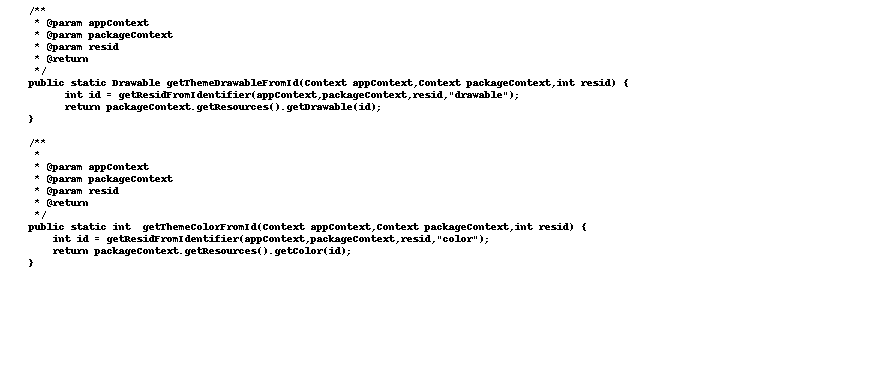 /**
 * @param appContext
 * @param packageContext
 * @param resid
 * @return
 */
public static Drawable getThemeDrawableFromId(Context appContext,Context packageContext,int resid) {
      int id = getResidFromIdentifier(appContext,packageContext,resid,"drawable");
      return packageContext.getResources().getDrawable(id);
}

/**
 *
 * @param appContext
 * @param packageContext
 * @param resid
 * @return
 */
public static int  getThemeColorFromId(Context appContext,Context packageContext,int resid) {
    int id = getResidFromIdentifier(appContext,packageContext,resid,"color");
    return packageContext.getResources().getColor(id);
}